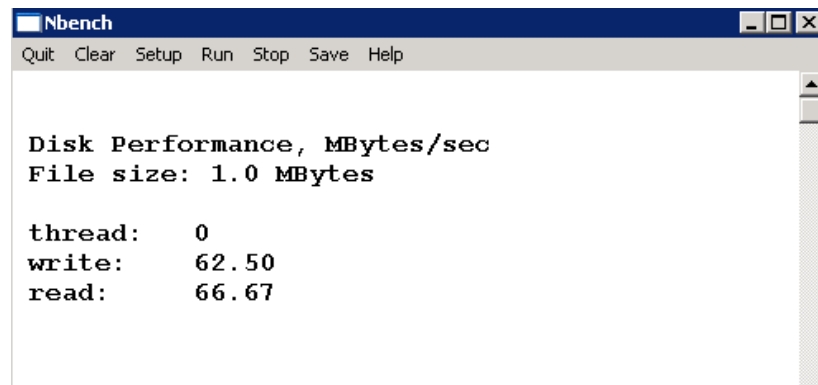 Nbench
Quit Clear Setup Run Stop Save Help
Disk Performance, MBytes/sec
File size: 1.0 MBytes
thread: 0
write: 62.50
read: 66.67